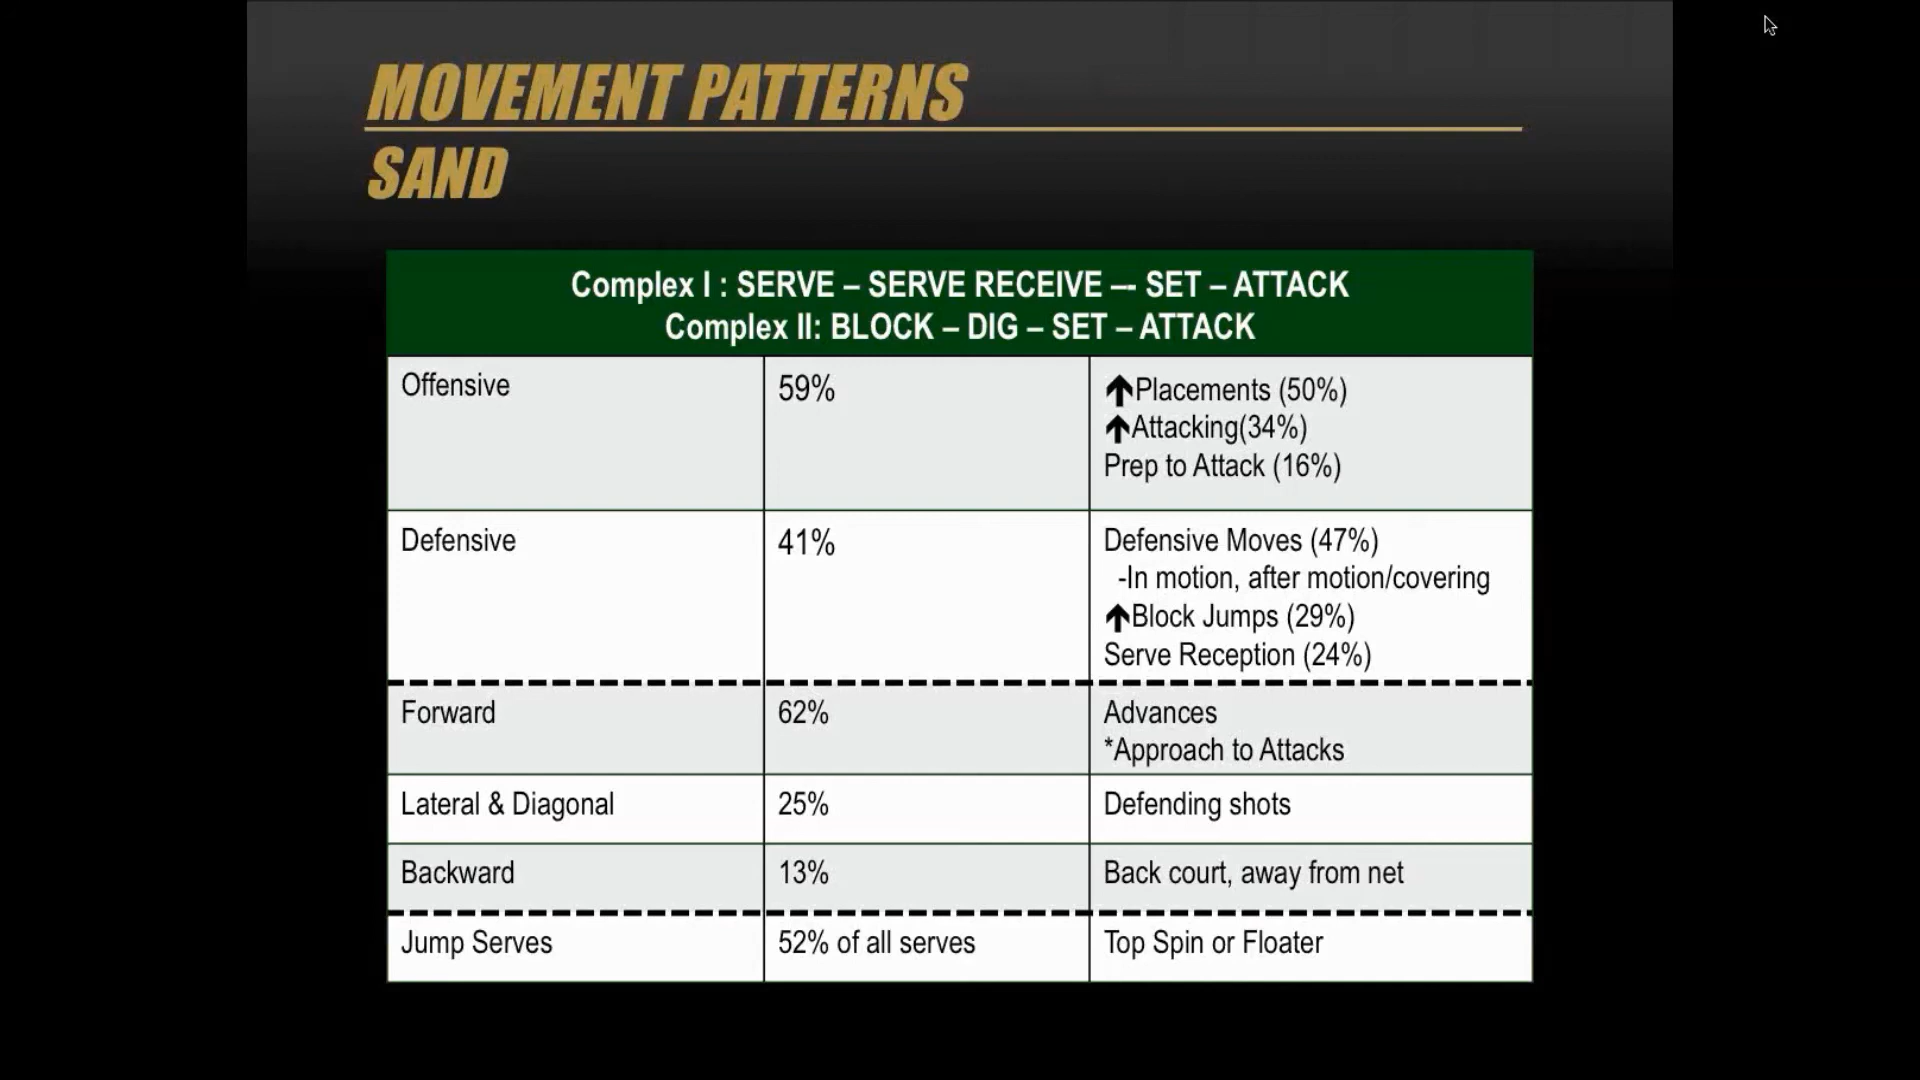 MOVEMENT PATTERNS
SAND
Complex I : SERVE – SERVE RECEIVE –- SET – ATTACK
Complex II: BLOCK – DIG – SET – ATTACK
Offensive
59%
↑Placements (50%)
↑Attacking(34%)
Prep to Attack (16%)
Defensive
41%
Defensive Moves (47%)
-In motion, after motion/covering
↑Block Jumps (29%)
Serve Reception (24%)
Forward
62%
Advances
*Approach to Attacks
Lateral & Diagonal
25%
Defending shots
Backward
13%
Back court, away from net
Jump Serves
52% of all serves
Top Spin or Floater